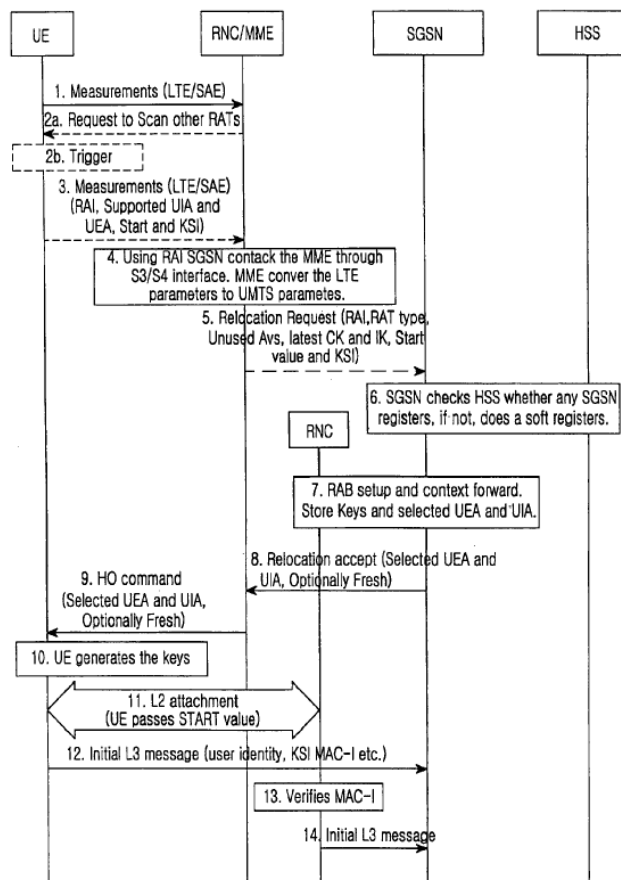 UE
RNC/MME
SGSN
HSS
1. Measurements (LTE/SAE)
2a. Request to Scan other RATs
2b. Trigger
3. Measurements (LTE/SAE)
(RAI, Supported UIA and
UEA, Start and KSI)
4. Using RAI SGSN contack the MME through
S3/S4 interface. MME conver the LTE
parameters to UMTS parametes.
5. Relocation Request (RAI,RAT type,
Unused Avs, latest CK and IK, Start
value and KSI)
6. SGSN checks HSS whether any SGSN
registers, if not, does a soft registers.
RNC
7. RAB setup and context forward.
Store Keys and selected UEA and UIA.
8. Relocation accept (Selected UEA and
UIA, Optionally Fresh)
9. HO command
(Selected UEA and UIA,
Optionally Fresh)
10. UE generates the keys
11. L2 attachment
(UE passes START value)
12. Initial L3 message (user identity, KSI MAC-I etc.)
13. Verifies MAC-I
14. Initial L3 message